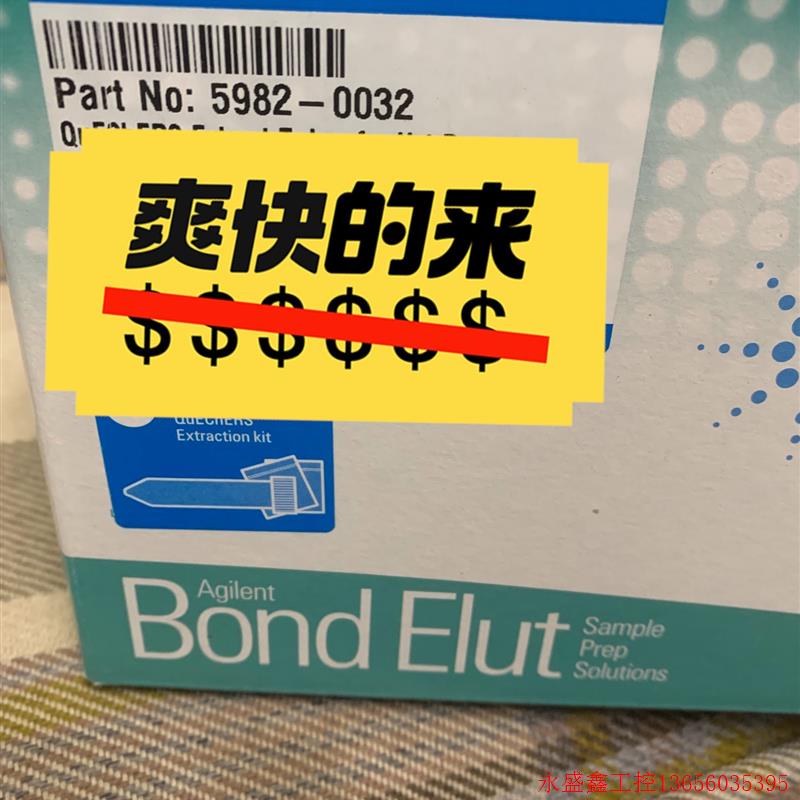 Part No: 5982-0032
爽快的来
$$$$$$
QuEChERS
Extraction kit
Agilent
Bond Elut
Sample
Prep
Solutions
永盛鑫工控13656035395